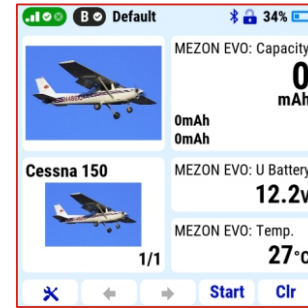 B Default 34%
MEZON EVO: Capacity
0
mAh
0mAh
0mAh
Cessna 150
1/1
MEZON EVO: U Battery
12.2V
MEZON EVO: Temp.
27°C
Start Clr